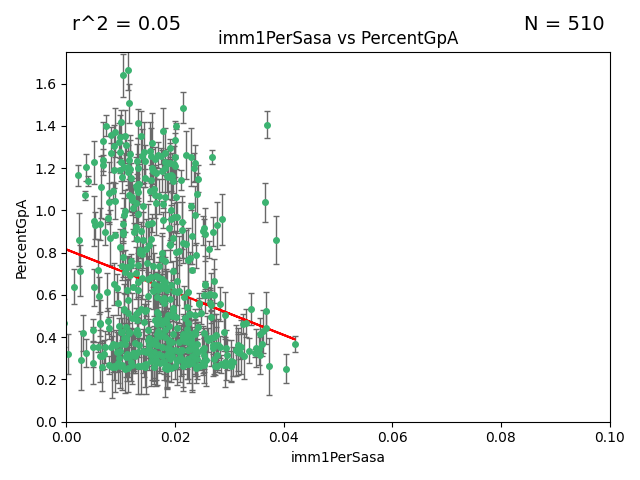 r^2 = 0.05
N = 510
imm1PerSasa vs PercentGpA
1.6
1.4
1.2
1.0
0.8
0.6
0.4
0.2
0.0
PercentGpA
0.00 0.02 0.04 0.06 0.08 0.10
imm1PerSasa